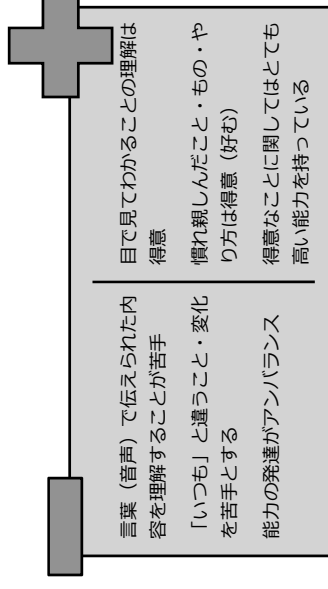 言葉（音声）で伝えられた内
容を理解することが苦手
「いつも」と違うこと・変化
を苦手とする
能力の発達がアンバランス
目で見てわかることの理解は
得意
慣れ親しんだこと・もの・や
り方は得意（好む）
得意なことに関してはとても
高い能力を持っている